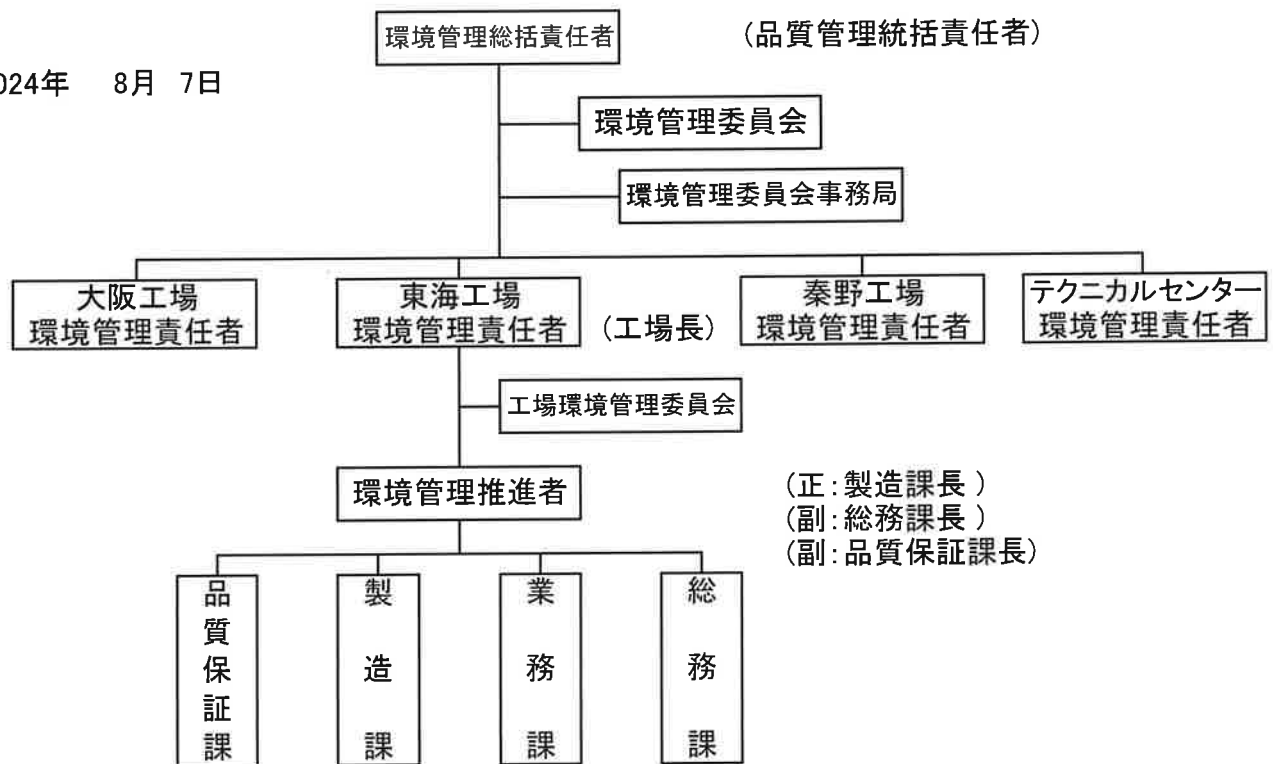 環境管理総括責任者 (品質管理統括責任者)
024年 8月 7日
環境管理委員会
環境管理委員会事務局
大阪工場
環境管理責任者
東海工場
環境管理責任者
(工場長)
秦野工場
環境管理責任者
テクニカルセンター
環境管理責任者
工場環境管理委員会
環境管理推進者
(正:製造課長)
(副:総務課長)
(副:品質保証課長)
品質保証課
製造課
業務課
総務課